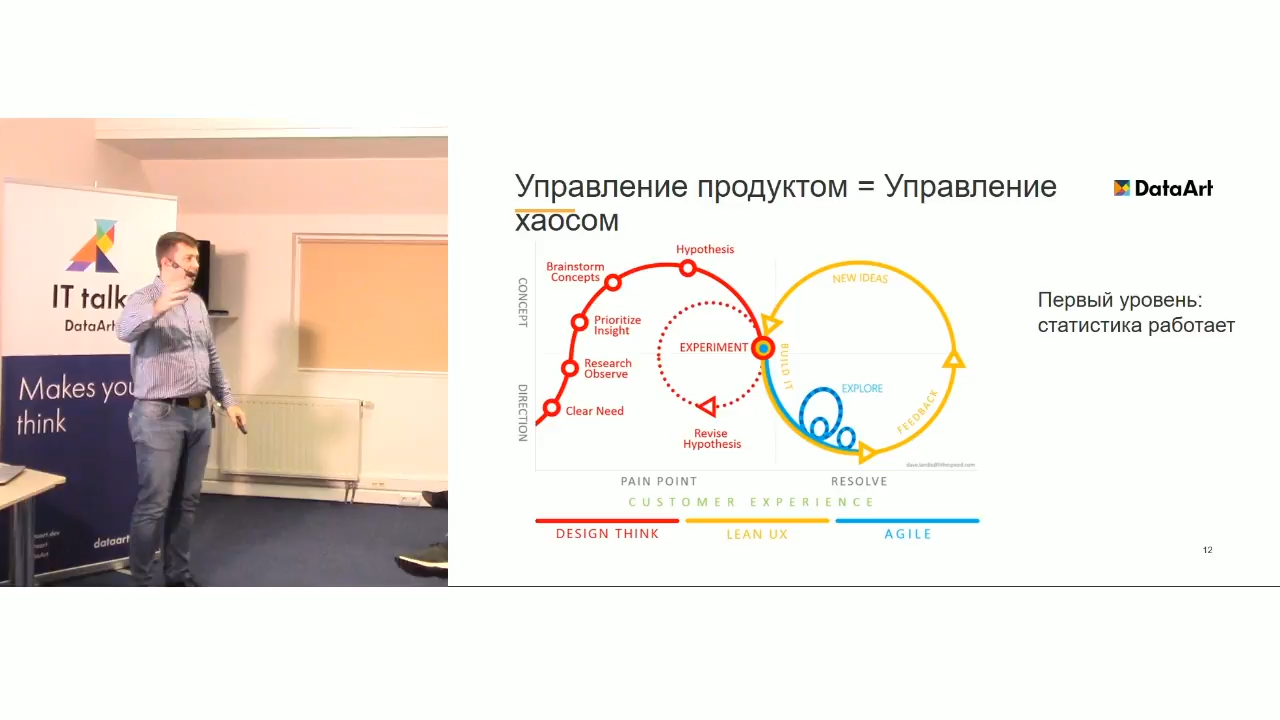 IT talk
DataArt
Makes you
think
dataart
Управление продуктом = Управление
хаосом
DataArt
CONCEPT
DIRECTION
Hypothesis
Brainstorm
Concepts
Prioritize
Insight
Research
Observe
Clear Need
EXPERIMENT
Revise
Hypothesis
NEW IDEAS
BUILD IT
EXPLORE
FEEDBACK
Первый уровень:
статистика работает
PAIN POINT
RESOLVE
CUSTOMER EXPERIENCE
DESIGN THINK
LEAN UX
AGILE
12